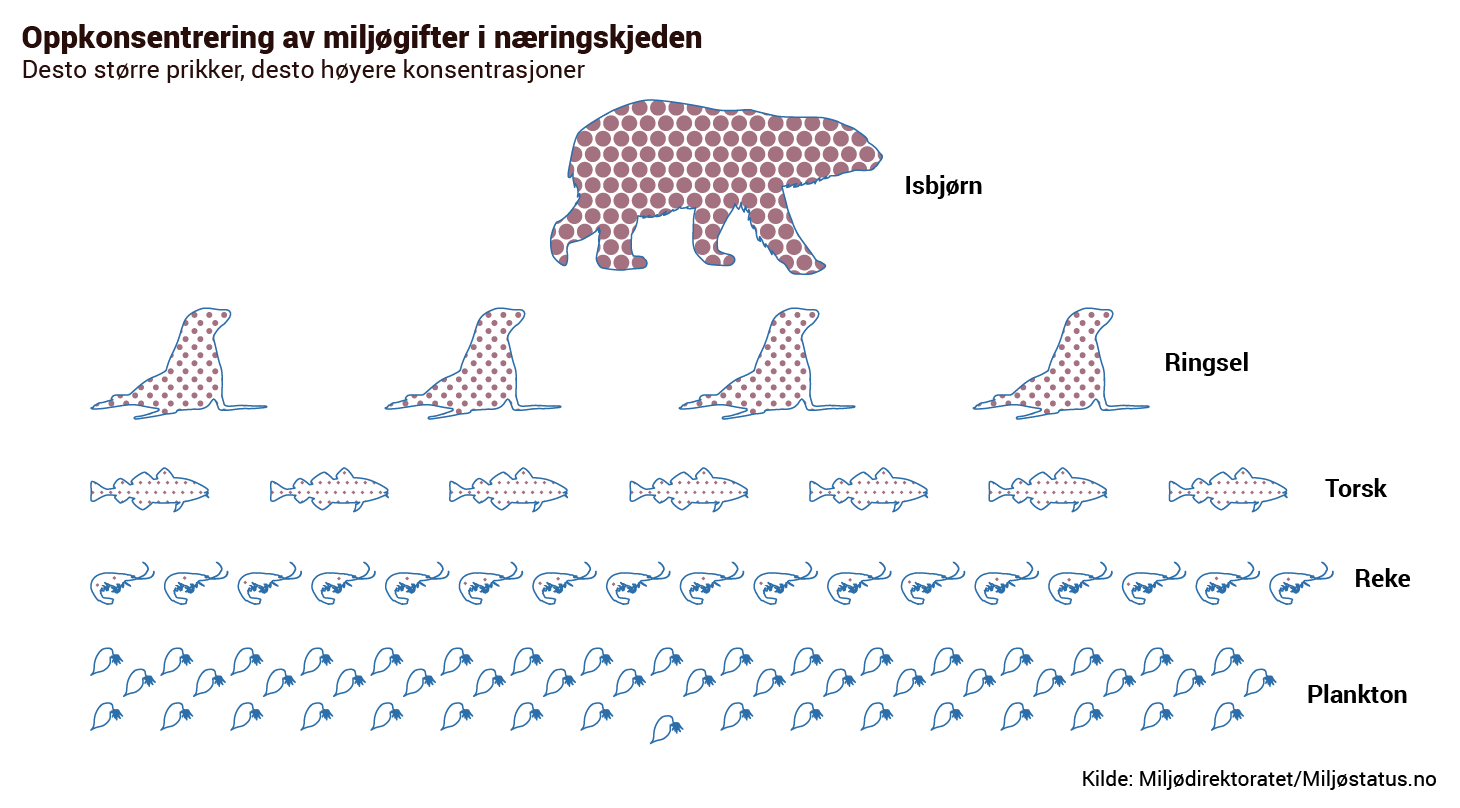 Oppkonsentrering av miljøgifter i næringskjeden
Desto større prikker, desto høyere konsentrasjoner
Isbjørn
Ringsel
Torsk
Reke
Plankton
Kilde: Miljødirektoratet/Miljøstatus.no